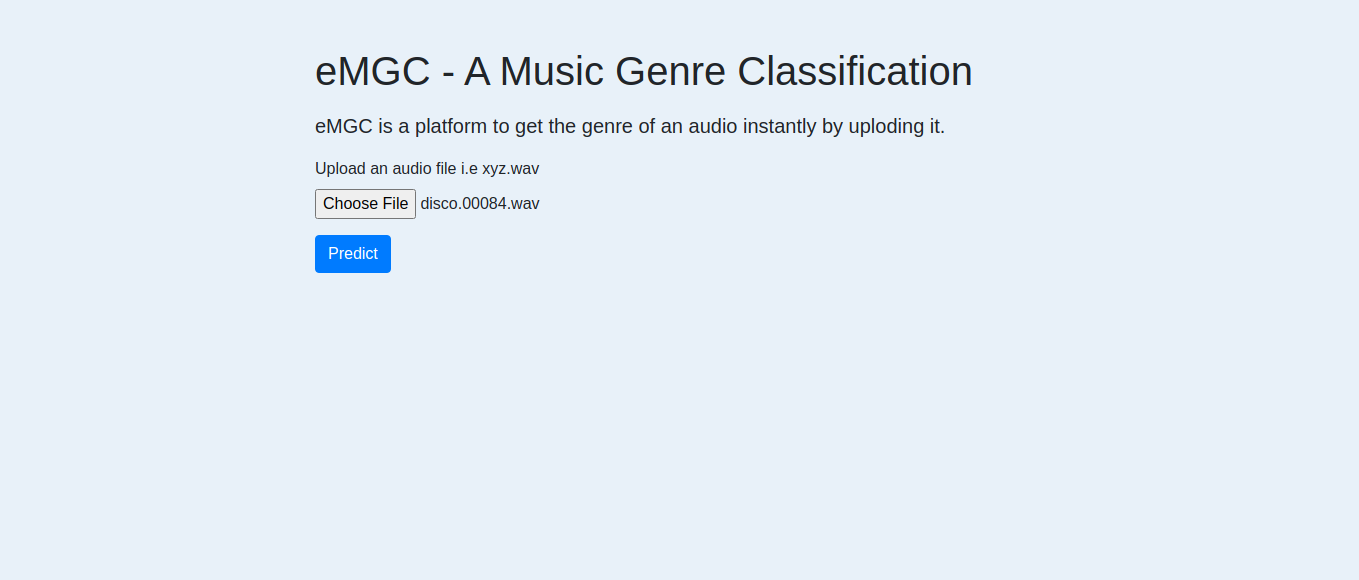 eMGC - A Music Genre Classification
eMGC is a platform to get the genre of an audio instantly by uploding it.
Upload an audio file i.e xyz.wav
Choose File disco.00084.wav
Predict